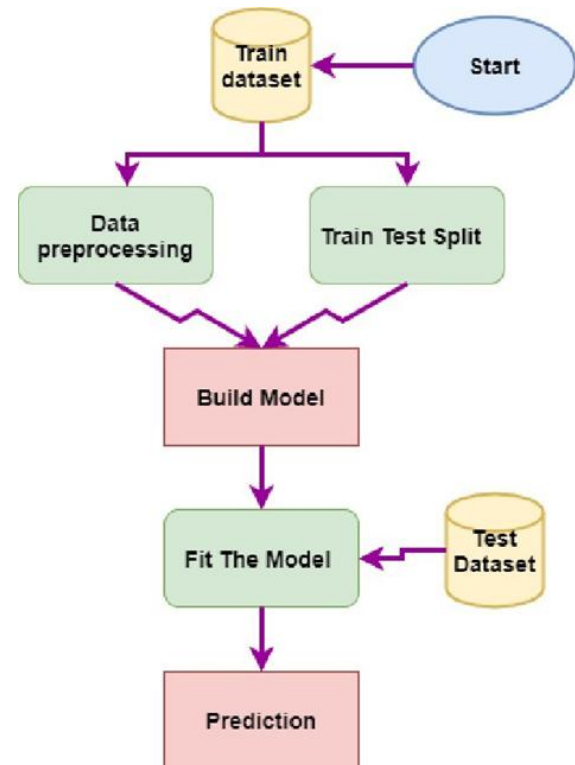 Train
dataset
Start
Data
preprocessing
Train Test Split
Build Model
Fit The Model
Test
Dataset
Prediction